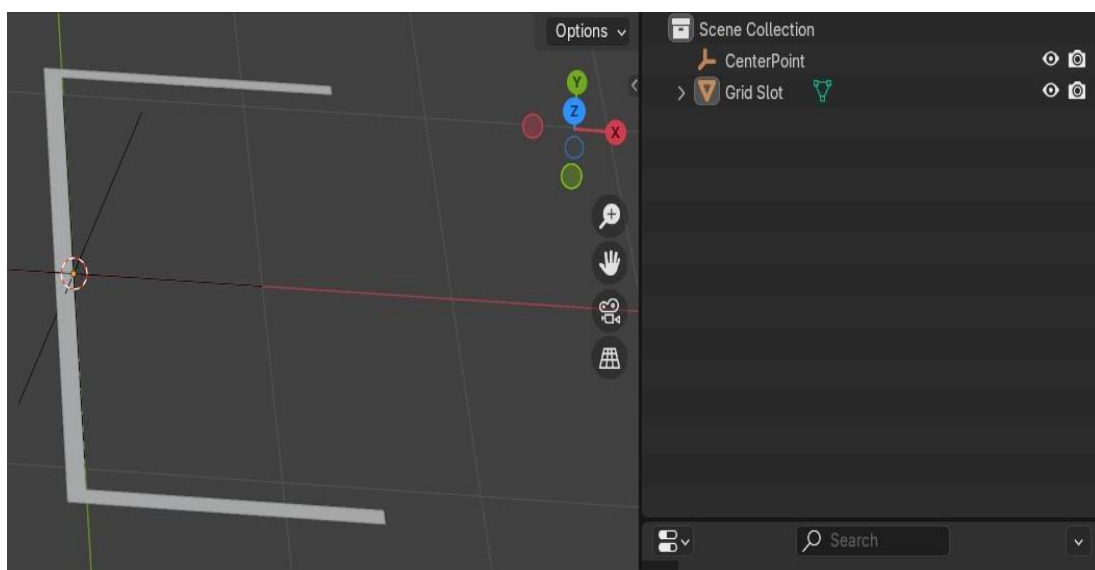 Options
Y
Z
X
Scene Collection
CenterPoint
Grid Slot
Search